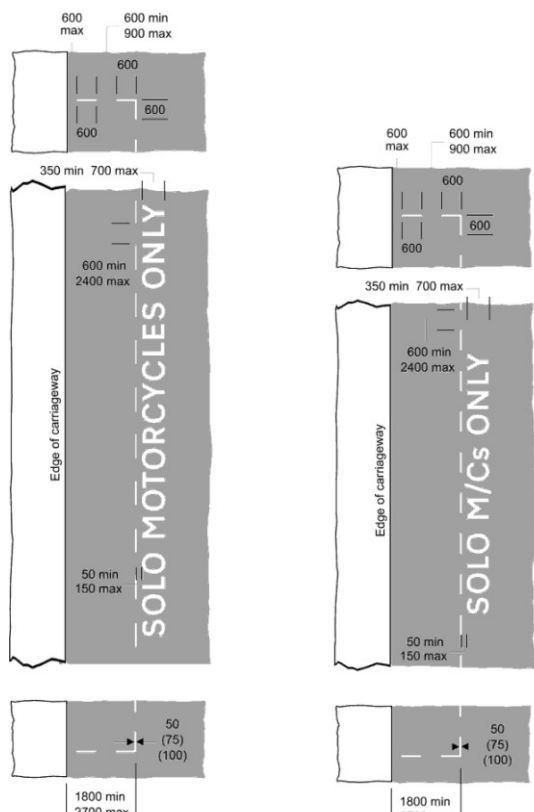 600
max
600 min
900 max
600
600
600
350 min 700 max
600 min
2400 max
SOLO MOTORCYCLES ONLY
Edge of carriageway
50 min
150 max
50
(75)
(100)
1800 min
2700 max
600
max
600 min
900 max
600
600
600
350 min 700 max
600 min
2400 max
SOLO M/Cs ONLY
Edge of carriageway
50 min
150 max
50
(75)
(100)
1800 min